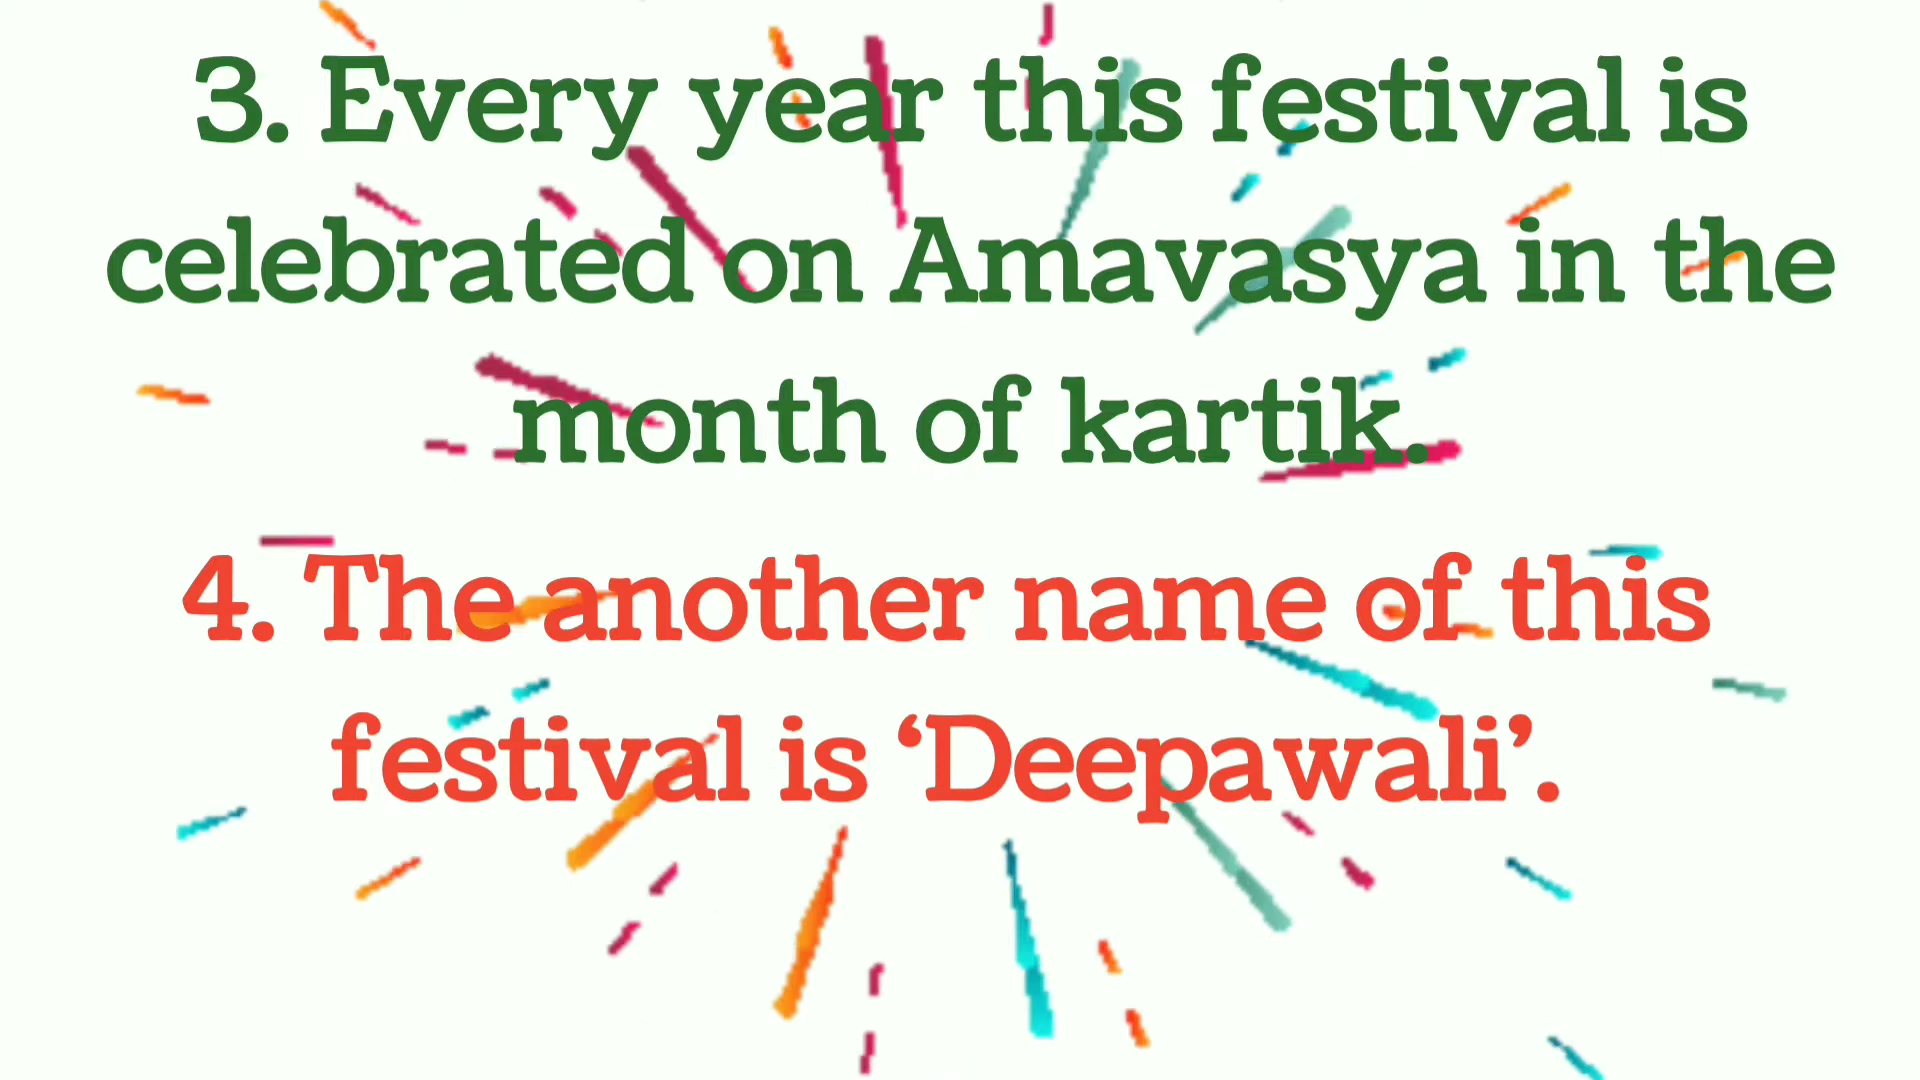 3. Every year this festival is
celebrated on Amavasya in the
month of kartik.
4. The another name of this
festival is ‘Deepawali’.